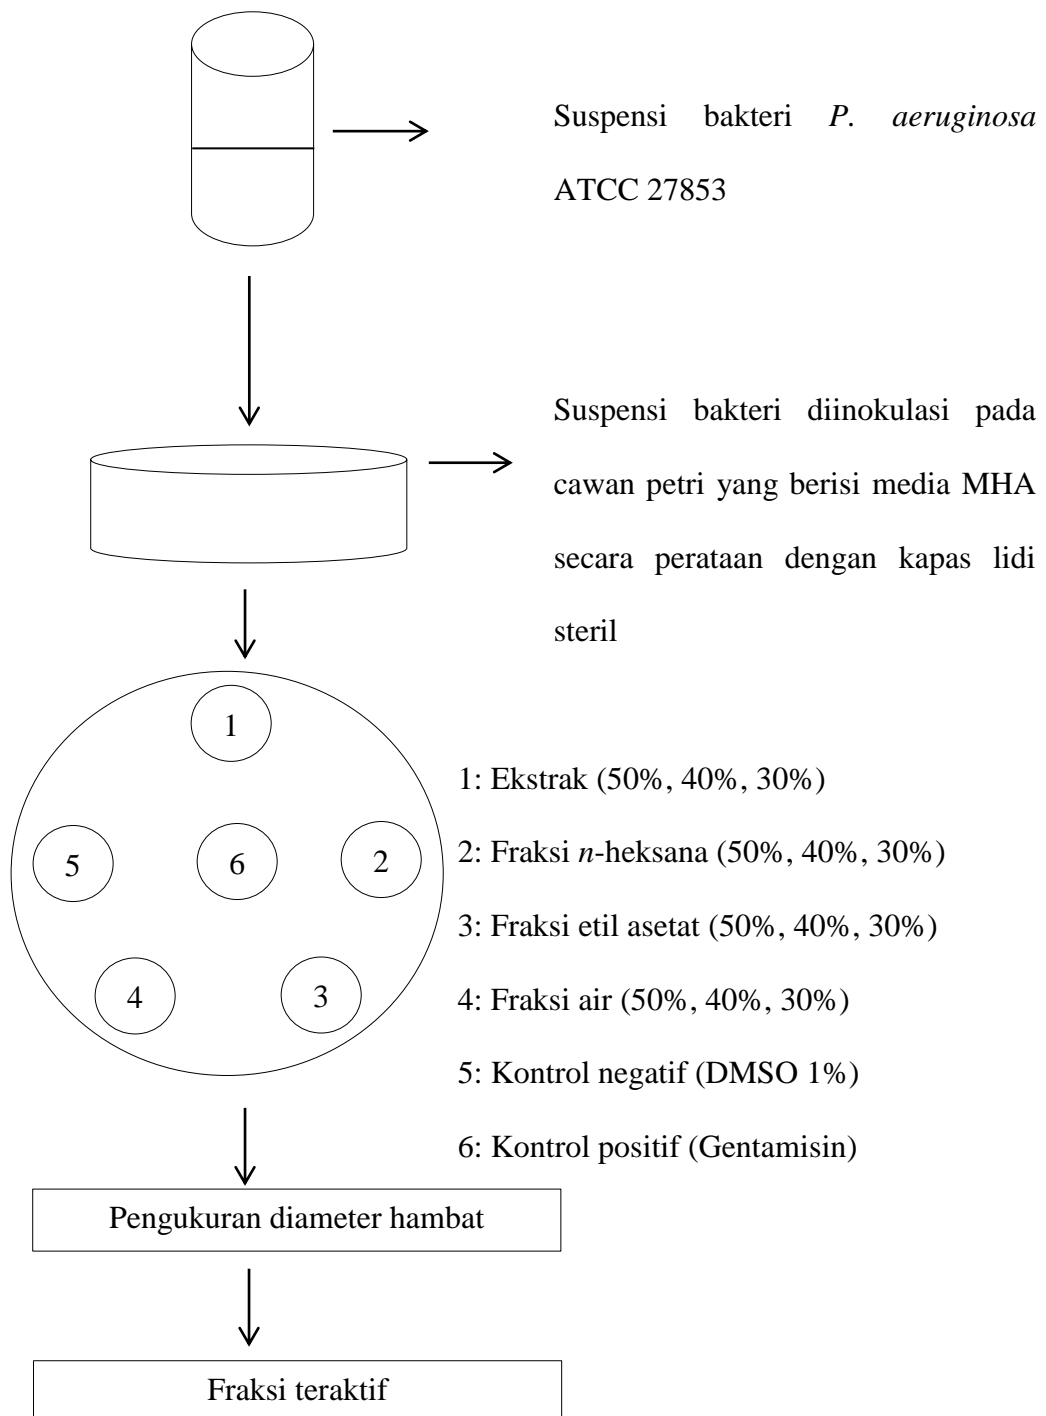 Suspensi bakteri P. aeruginosa
ATCC 27853
Suspensi bakteri diinokulasi pada
cawan petri yang berisi media MHA
secara perataan dengan kapas lidi
steril
1
5
6
2
4
3
1: Ekstrak (50%, 40%, 30%)
2: Fraksi n-heksana (50%, 40%, 30%)
3: Fraksi etil asetat (50%, 40%, 30%)
4: Fraksi air (50%, 40%, 30%)
5: Kontrol negatif (DMSO 1%)
6: Kontrol positif (Gentamisin)
Pengukuran diameter hambat
Fraksi teraktif